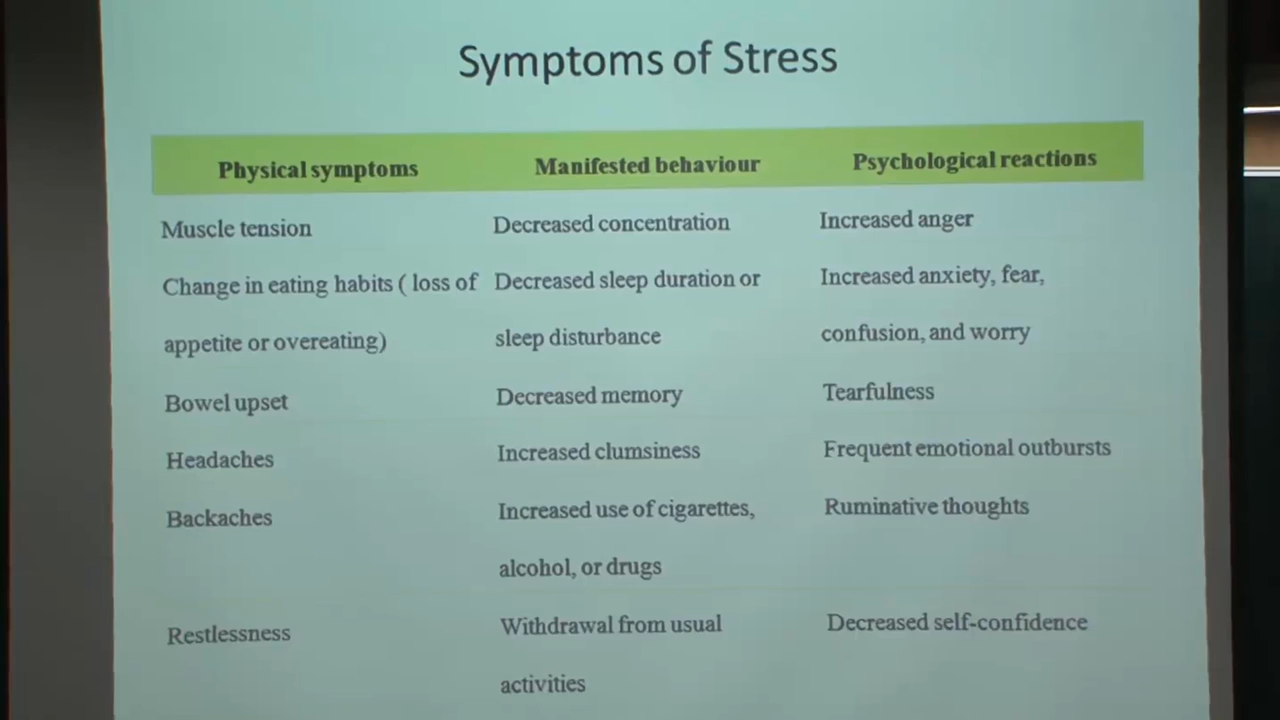 Symptoms of Stress
Physical symptoms Manifested behaviour Psychological reactions
Muscle tension Decreased concentration Increased anger
Change in eating habits ( loss of Decreased sleep duration or Increased anxiety, fear,
appetite or overeating) sleep disturbance confusion, and worry
Bowel upset Decreased memory Tearfulness
Headaches Increased clumsiness Frequent emotional outbursts
Backaches Increased use of cigarettes, Ruminative thoughts
alcohol, or drugs
Restlessness Withdrawal from usual Decreased self-confidence
activities